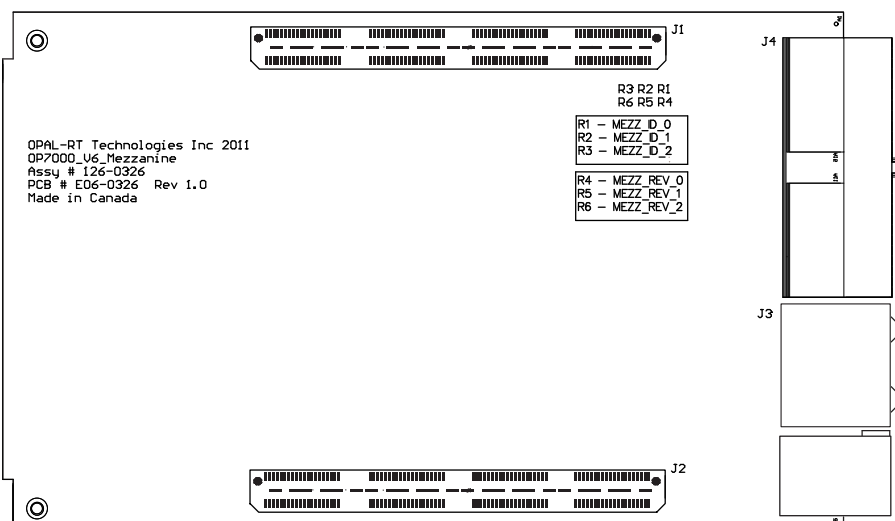 J1
J4
R3 R2 R1
R6 R5 R4
R1 - MEZZ_ID_0
R2 - MEZZ_ID_1
R3 - MEZZ_ID_2
OPAL-RT Technologies Inc 2011
OP7000_V6_Mezzanine
Assy # 126-0326
PCB # E06-0326 Rev 1.0
Made in Canada
R4 - MEZZ_REV_0
R5 - MEZZ_REV_1
R6 - MEZZ_REV_2
J3
J2